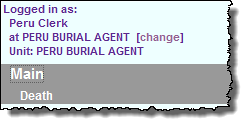 Logged in as:
Peru Clerk
at PERU BURIAL AGENT [change]
Unit: PERU BURIAL AGENT
Main
Death